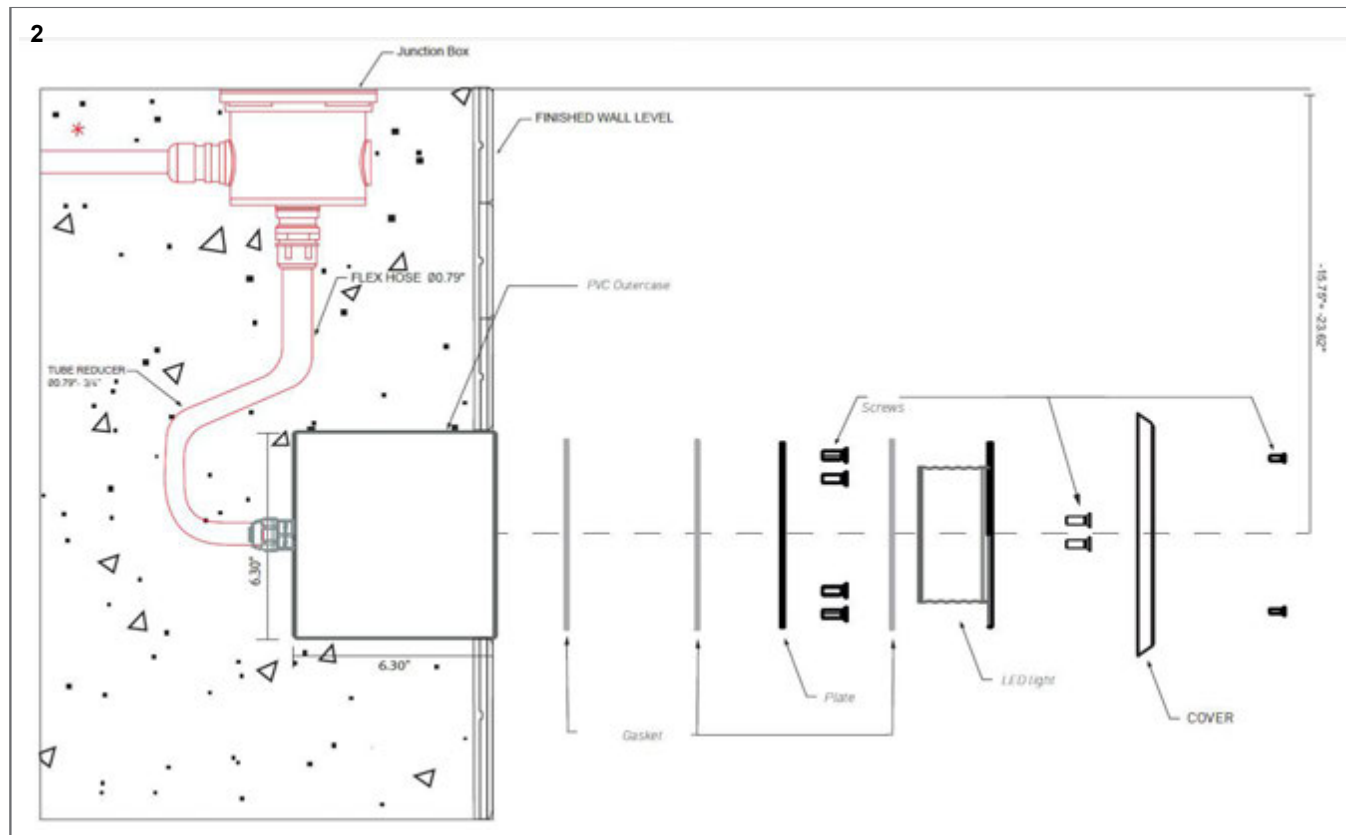 2
Junction Box
FINISHED WALL LEVEL
FLEX HOSE Ø0.79"
PVC Outercase
-15.75"+ -23.62"
TUBE REDUCER
Ø0.79"- 3/4"
Screws
6.30"
6.30"
LED light
Plate
COVER
Gasket